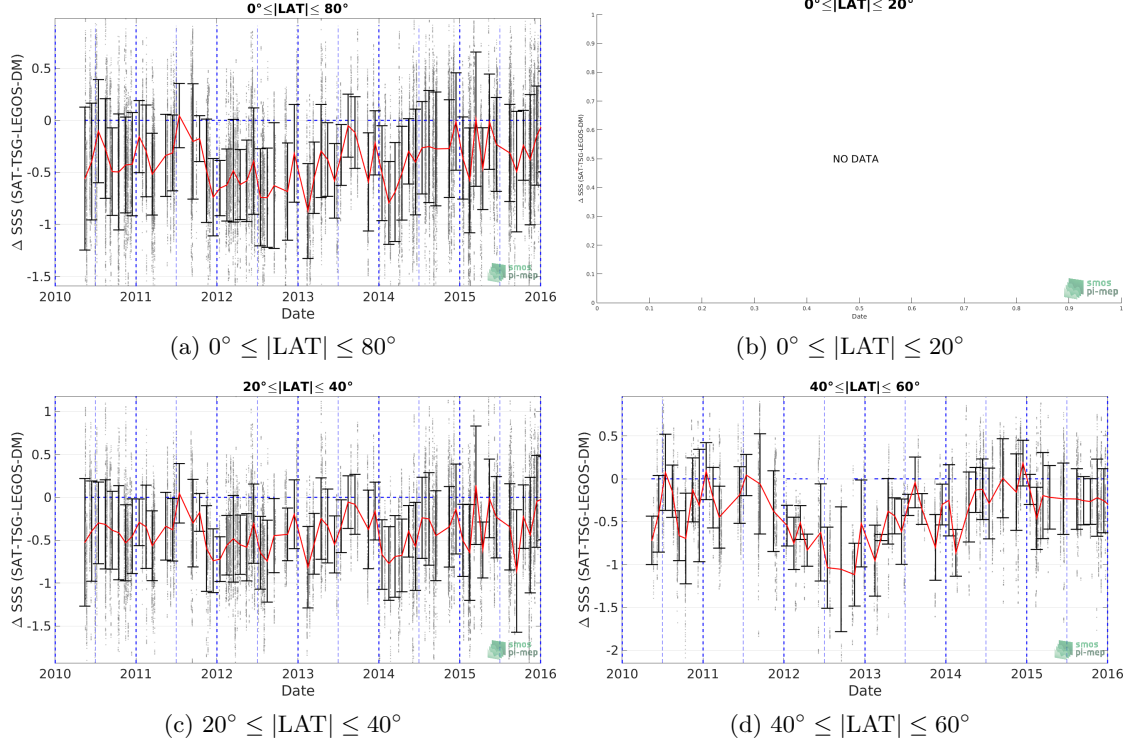 0°≤|LAT|≤ 80°
Δ SSS (SAT-TSG-LEGOS-DM)
0.5
0
-0.5
-1
-1.5
2010 2011 2012 2013 2014 2015 2016
Date
smos
pi-mep
(a) 0° ≤ |LAT| ≤ 80°
0°≤|LAT|≤ 20°
Δ SSS (SAT-TSG-LEGOS-DM)
1
0.9
0.8
0.7
0.6
0.5
0.4
0.3
0.2
0.1
0
NO DATA
0 0.1 0.2 0.3 0.4 0.5 0.6 0.7 0.8 0.9 1
Date
smos
pi-mep
(b) 0° ≤ |LAT| ≤ 20°
20°≤|LAT|≤ 40°
Δ SSS (SAT-TSG-LEGOS-DM)
1
0.5
0
-0.5
-1
-1.5
2010 2011 2012 2013 2014 2015 2016
Date
smos
pi-mep
(c) 20° ≤ |LAT| ≤ 40°
40°≤|LAT|≤ 60°
Δ SSS (SAT-TSG-LEGOS-DM)
0.5
0
-0.5
-1
-1.5
-2
2010 2011 2012 2013 2014 2015 2016
Date
smos
pi-mep
(d) 40° ≤ |LAT| ≤ 60°